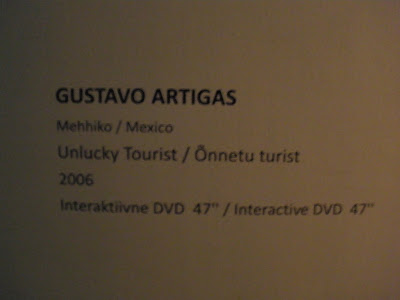 GUSTAVO ARTIGAS
Mehhiko / Mexico
Unlucky Tourist / Õnnetu turist
2006
Interaktiivne DVD 47" / Interactive DVD 47"